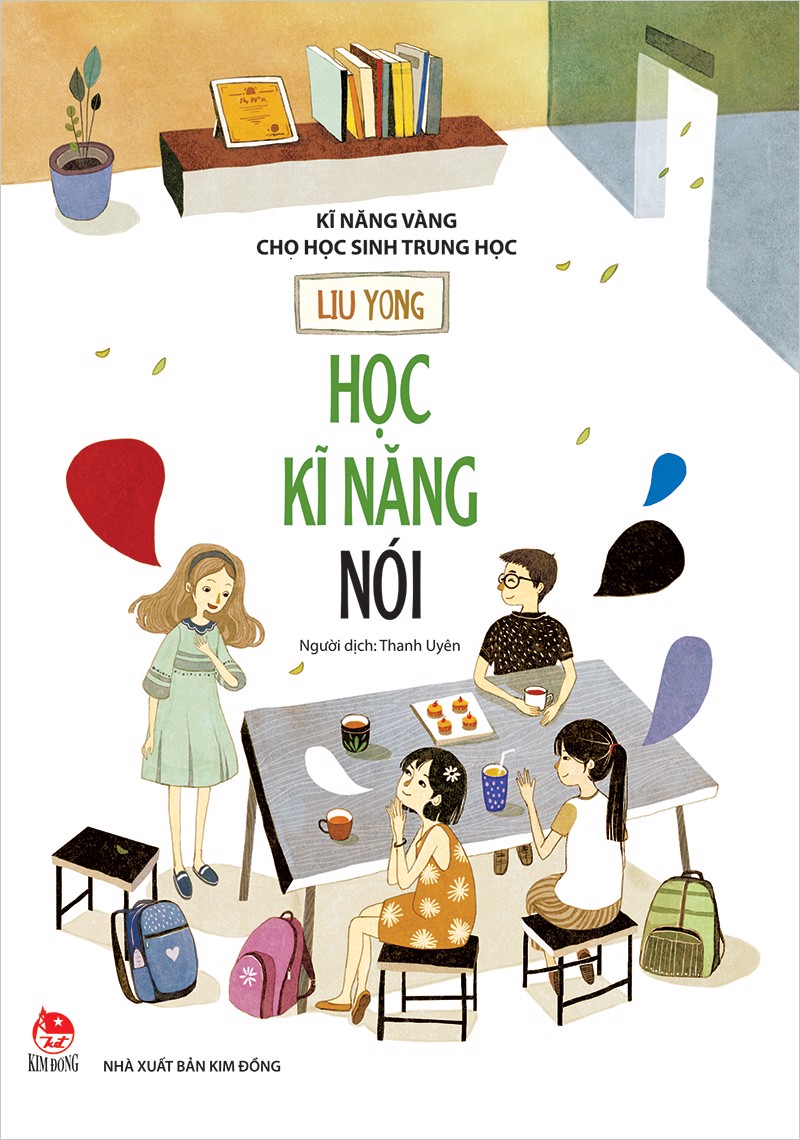 KĨ NĂNG VÀNG
CHO HỌC SINH TRUNG HỌC
LIU YONG
HỌC
KĨ NĂNG
NÓI
Người dịch: Thanh Uyên
KIM ĐỒNG
NHÀ XUẤT BẢN KIM ĐỒNG